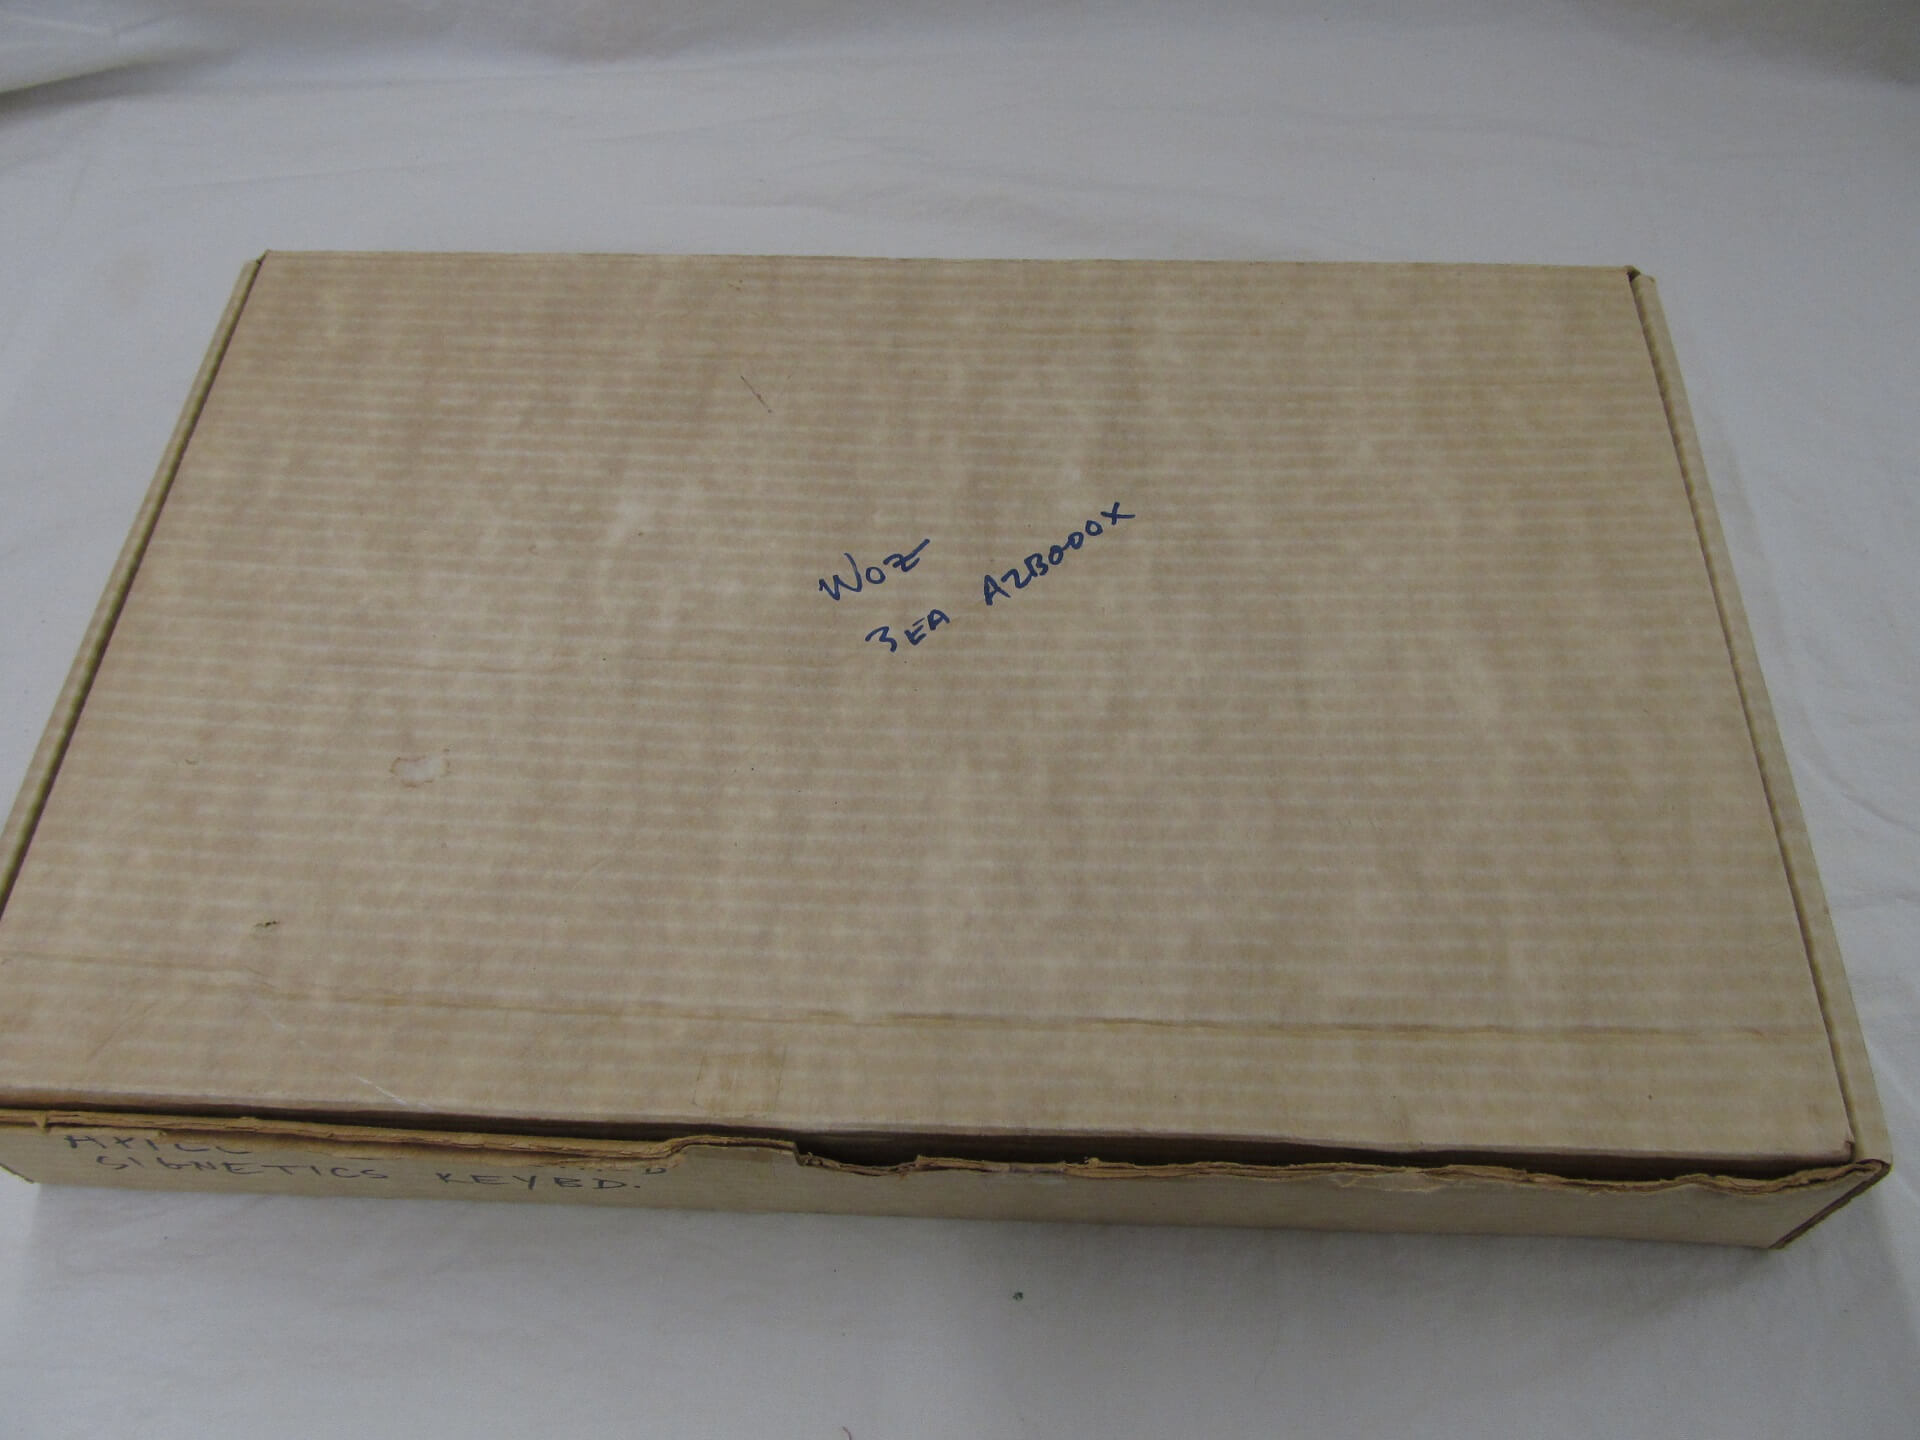 WOZ
3EA A2B000X
SIGNETICS KEYBD.